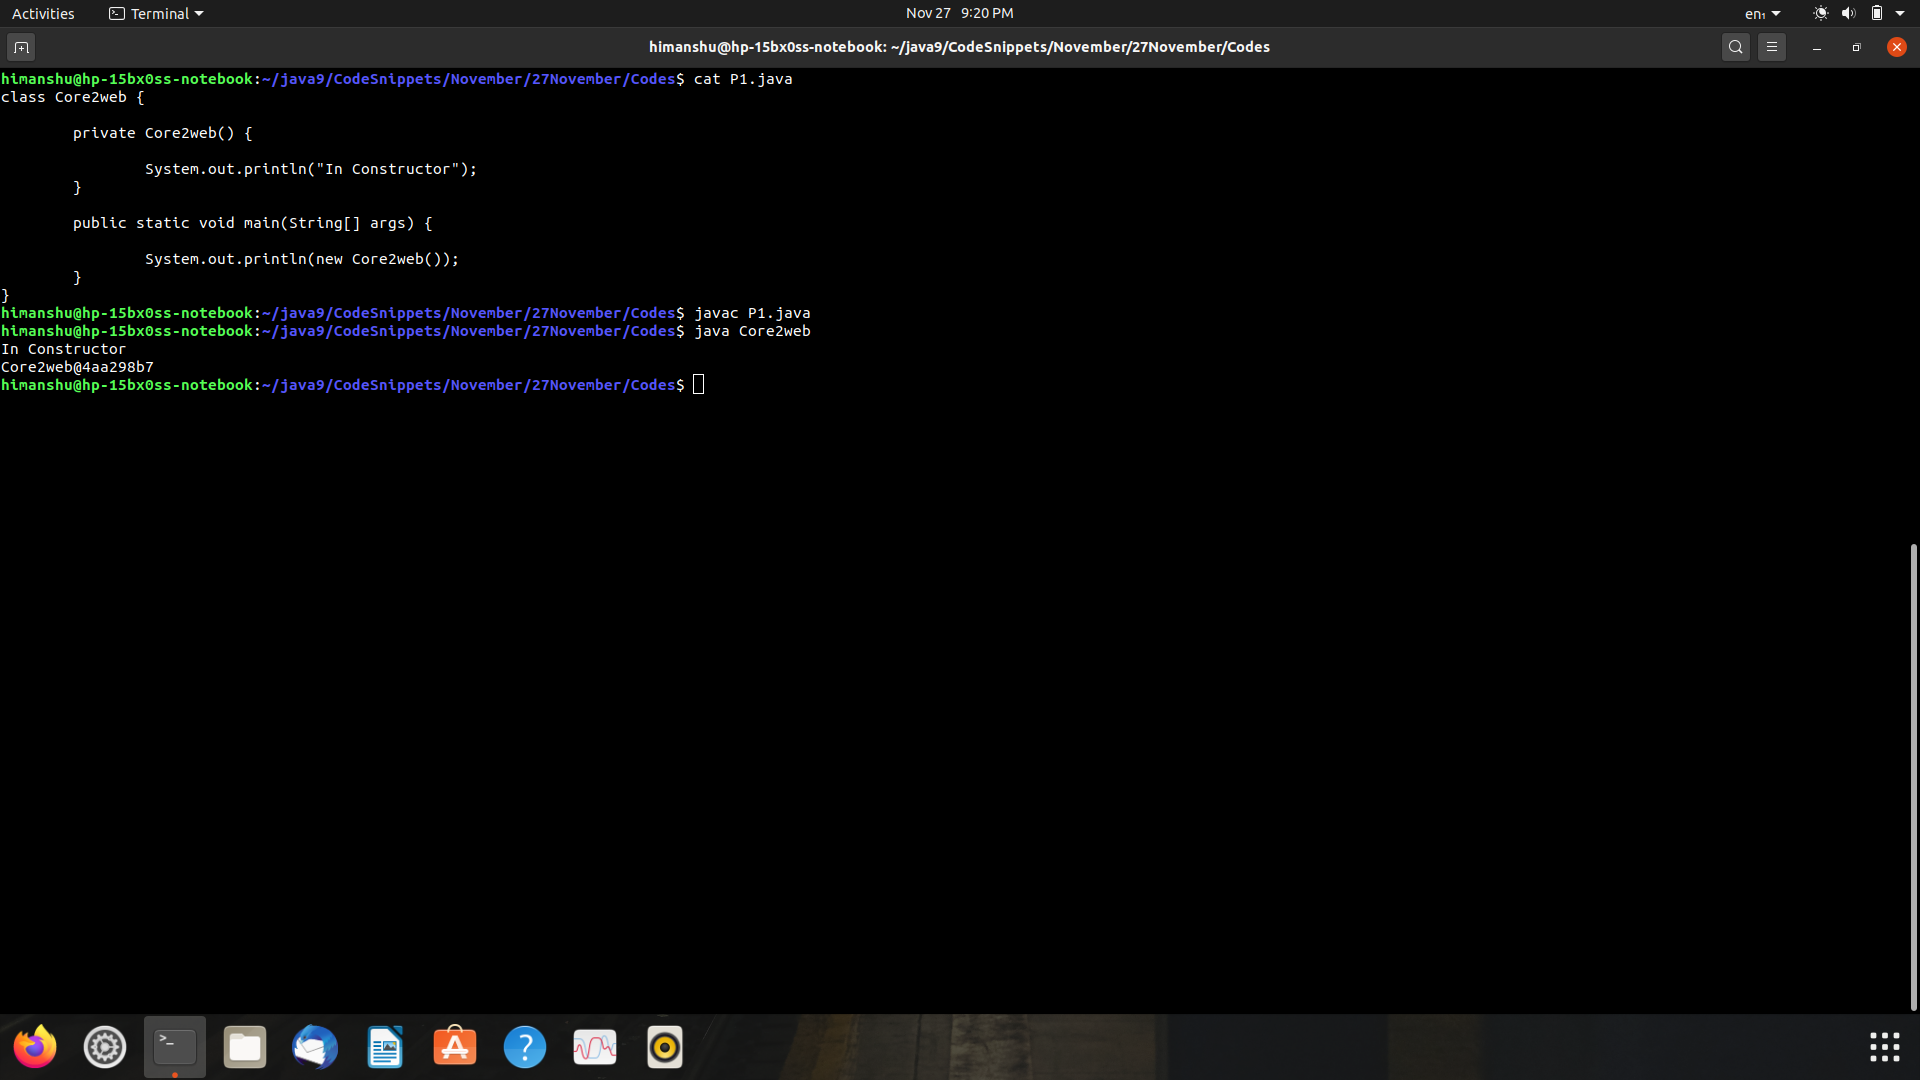 Activities Terminal Nov 27 9:20 PM en₁
himanshu@hp-15bx0ss-notebook: ~/java9/CodeSnippets/November/27November/Codes
himanshu@hp-15bx0ss-notebook:~/java9/CodeSnippets/November/27November/Codes$ cat P1.java
class Core2web {
private Core2web() {
System.out.println("In Constructor");
}
public static void main(String[] args) {
System.out.println(new Core2web());
}
}
himanshu@hp-15bx0ss-notebook:~/java9/CodeSnippets/November/27November/Codes$ javac P1.java
himanshu@hp-15bx0ss-notebook:~/java9/CodeSnippets/November/27November/Codes$ java Core2web
In Constructor
Core2web@4aa298b7
himanshu@hp-15bx0ss-notebook:~/java9/CodeSnippets/November/27November/Codes$